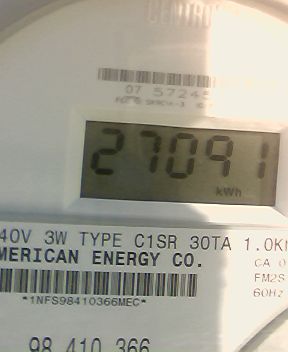 CENTRON
07 57245
27091
kWh
40V 3W TYPE C1SR 30TA 1.0K
MERICAN ENERGY CO.
CA 0
FM2S
60Hz
*1NFS98410366MEC*
98 410 366